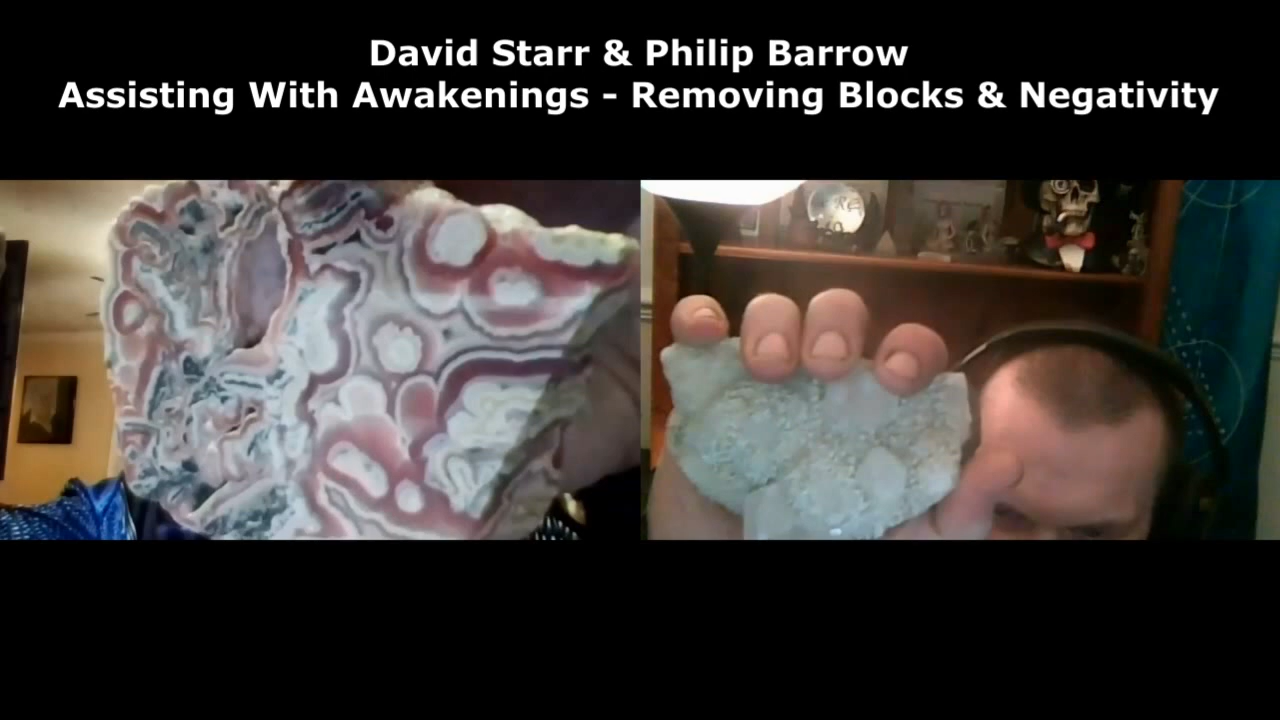 David Starr & Philip Barrow
Assisting With Awakenings - Removing Blocks & Negativity